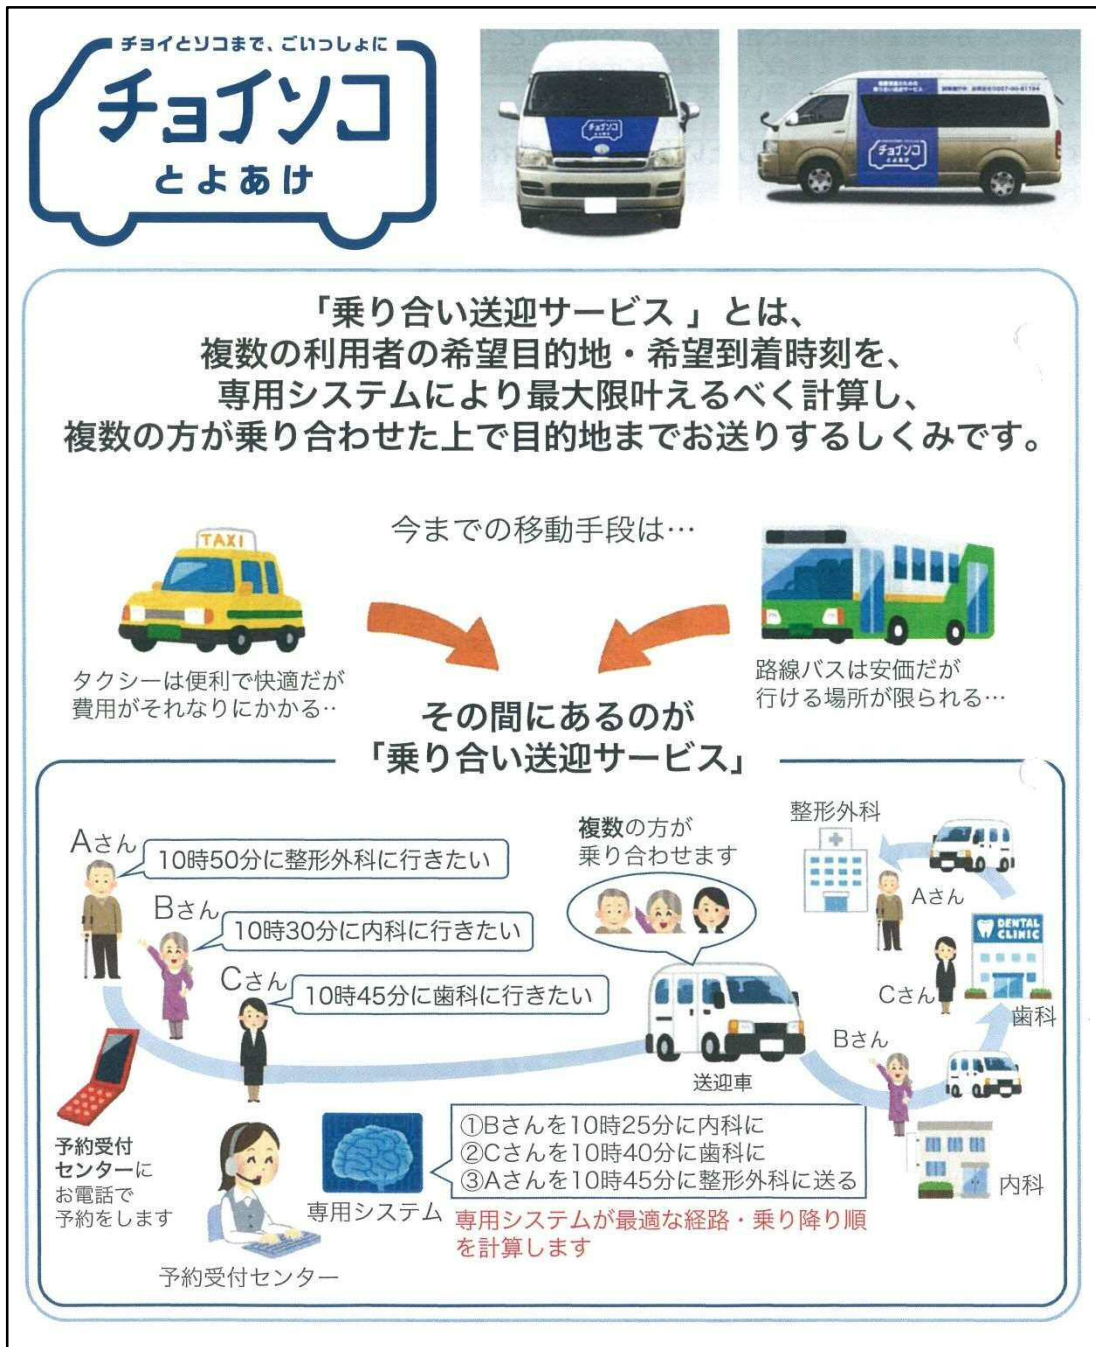 チョイとソコまで、ごいっしょに
チョイソコ
とよあけ
チョイソコ
とよあけ
チョイソコ
とよあけ
「乗り合い送迎サービス 」とは、
複数の利用者の希望目的地・希望到着時刻を、
専用システムにより最大限叶えるべく計算し、
複数の方が乗り合わせた上で目的地までお送りするしくみです。
今までの移動手段は…
TAXI
タクシーは便利で快適だが
費用がそれなりにかかる‥
路線バスは安価だが
行ける場所が限られる…
その間にあるのが
「乗り合い送迎サービス」
Aさん
10時50分に整形外科に行きたい
Bさん
10時30分に内科に行きたい
Cさん
10時45分に歯科に行きたい
複数の方が
乗り合わせます
送迎車
整形外科
Aさん
DENTAL
CLINIC
Cさん
歯科
Bさん
内科
予約受付
センターに
お電話で
予約をします
予約受付センター
専用システム
①Bさんを10時25分に内科に
②Cさんを10時40分に歯科に
③Aさんを10時45分に整形外科に送る
専用システムが最適な経路・乗り降り順
を計算します